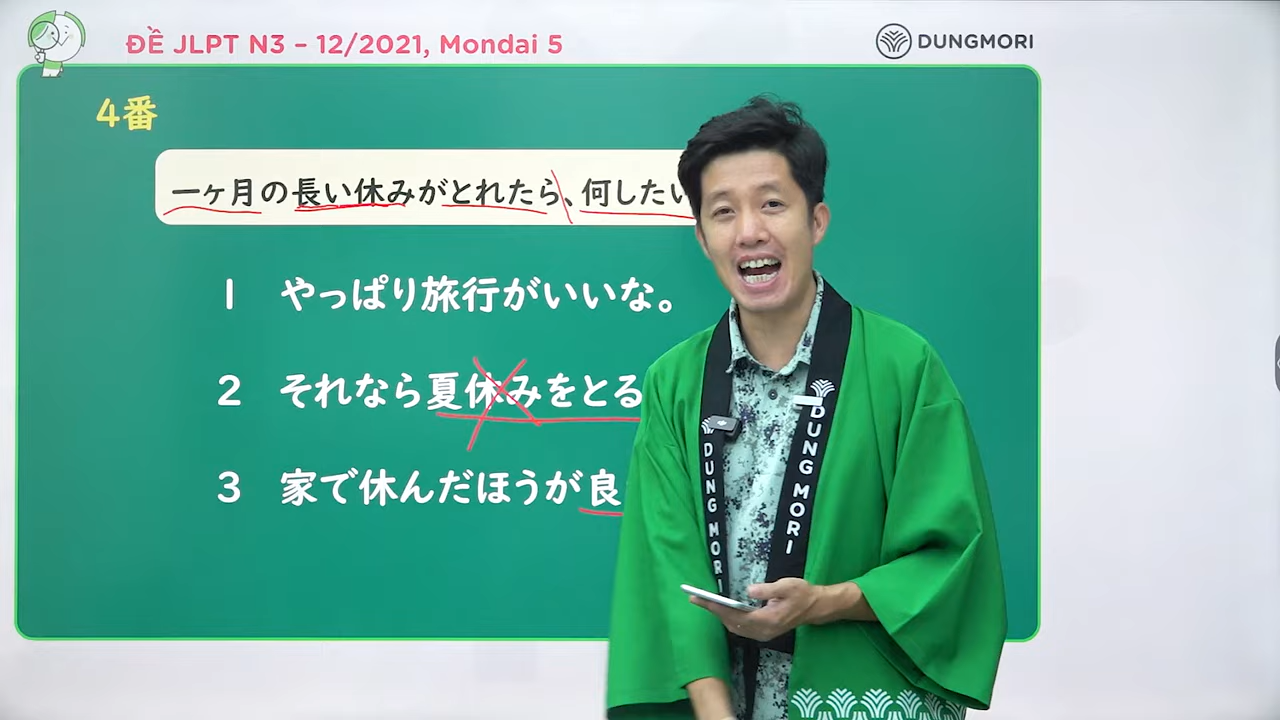 ĐỀ JLPT N3 – 12/2021, Mondai 5
DUNGMORI
4番
一ヶ月の長い休みがとれたら、何したい
1 やっぱり旅行がいいな。
2 それなら夏休みをとる
3 家で休んだほうが良
DUNG MORI
DUNG MORI